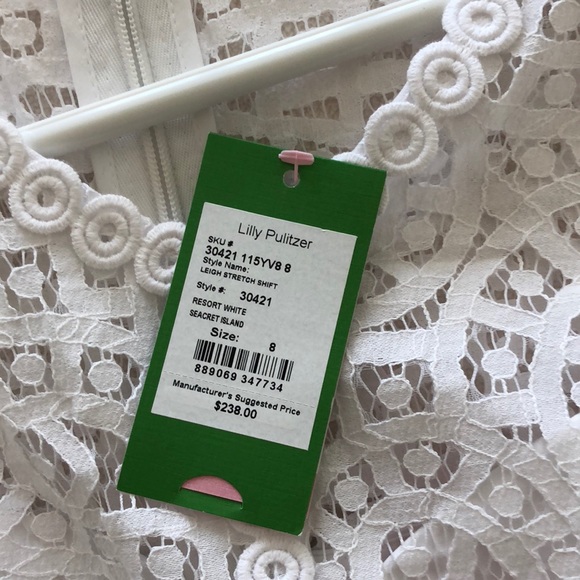 Lilly Pulitzer
SKU #
30421 115YV8 8
Style Name:
LEIGH STRETCH SHIFT
Style #: 30421
RESORT WHITE
SEACRET ISLAND
Size: 8
889069 347734
Manufacturer's Suggested Price
$238.00